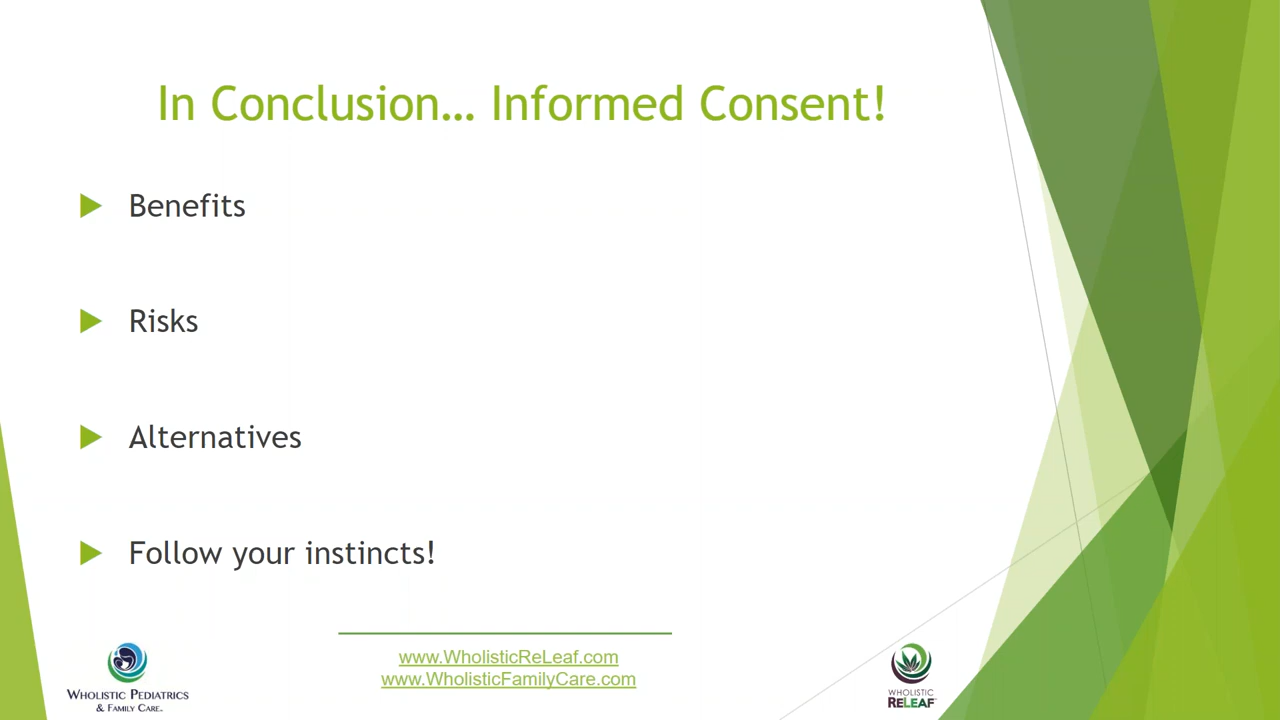 In Conclusion… Informed Consent!
Benefits
Risks
Alternatives
Follow your instincts!
www.WholisticReLeaf.com
www.WholisticFamilyCare.com
WHOLISTIC PEDIATRICS
& FAMILY CARE.
WHOLISTIC
RELEAF